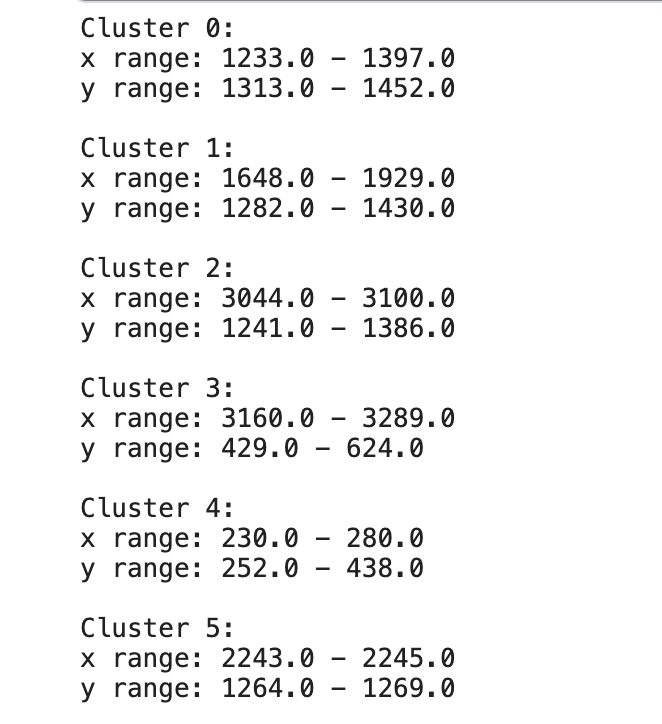 Cluster 0:
x range: 1233.0 – 1397.0
y range: 1313.0 – 1452.0
Cluster 1:
x range: 1648.0 – 1929.0
y range: 1282.0 – 1430.0
Cluster 2:
x range: 3044.0 – 3100.0
y range: 1241.0 – 1386.0
Cluster 3:
x range: 3160.0 – 3289.0
y range: 429.0 – 624.0
Cluster 4:
x range: 230.0 – 280.0
y range: 252.0 – 438.0
Cluster 5:
x range: 2243.0 – 2245.0
y range: 1264.0 – 1269.0